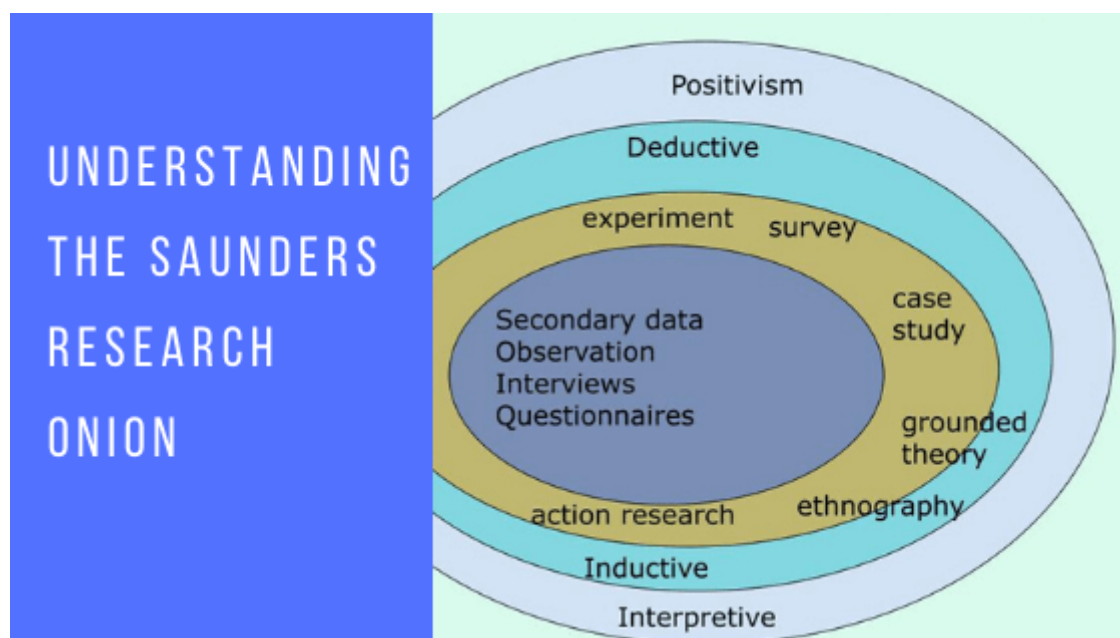 UNDERSTANDING
THE SAUNDERS
RESEARCH
ONION
Positivism
Deductive
experiment
survey
case
study
grounded
theory
ethnography
action research
Secondary data
Observation
Interviews
Questionnaires
Inductive
Interpretive